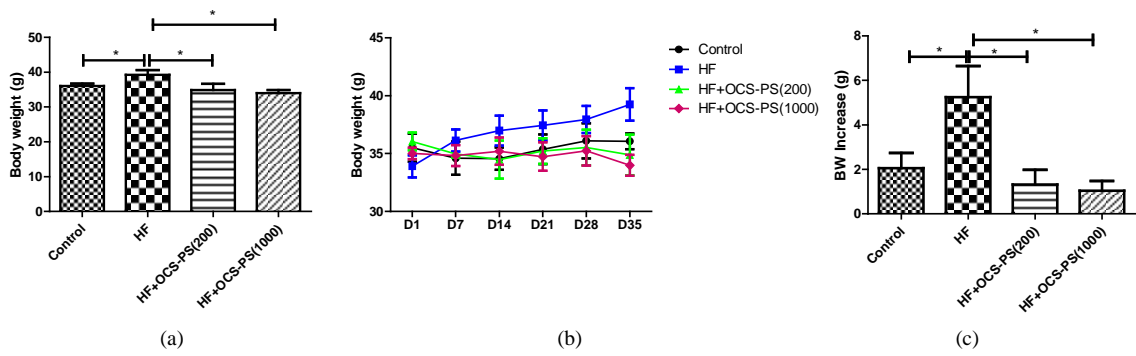 *
* *
50
40
30
20
10
0
Body weight (g)
Control
HF
HF+OCS-PS(200)
HF+OCS-PS(1000)
(a)
45
40
35
30
Body weight (g)
D1 D7 D14 D21 D28 D35
Control
HF
HF+OCS-PS(200)
HF+OCS-PS(1000)
(b)
*
* *
8
6
4
2
0
BW Increase (g)
Control
HF
HF+OCS-PS(200)
HF+OCS-PS(1000)
(c)